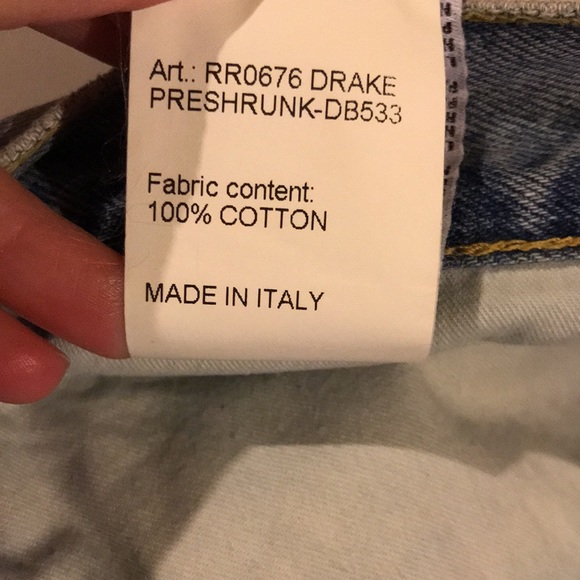 Art.: RR0676 DRAKE
PRESHRUNK-DB533
Fabric content:
100% COTTON
MADE IN ITALY